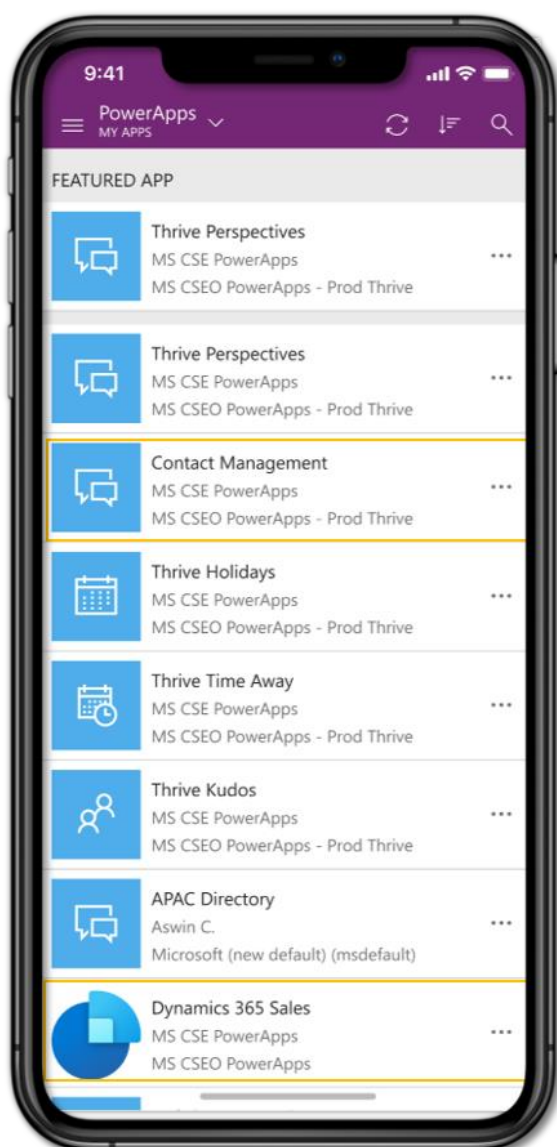 9:41
PowerApps
MY APPS
FEATURED APP
Thrive Perspectives
MS CSE PowerApps
MS CSEO PowerApps - Prod Thrive
Thrive Perspectives
MS CSE PowerApps
MS CSEO PowerApps - Prod Thrive
Contact Management
MS CSE PowerApps
MS CSEO PowerApps - Prod Thrive
Thrive Holidays
MS CSE PowerApps
MS CSEO PowerApps - Prod Thrive
Thrive Time Away
MS CSE PowerApps
MS CSEO PowerApps - Prod Thrive
Thrive Kudos
MS CSE PowerApps
MS CSEO PowerApps - Prod Thrive
APAC Directory
Aswin C.
Microsoft (new default) (msdefault)
Dynamics 365 Sales
MS CSE PowerApps
MS CSEO PowerApps